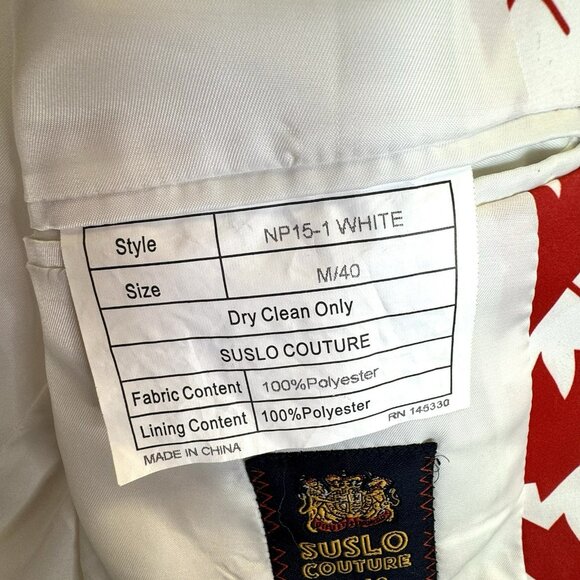 Style NP15-1 WHITE
Size M/40
Dry Clean Only
SUSLO COUTURE
Fabric Content 100%Polyester
Lining Content 100%Polyester
MADE IN CHINA RN 145330
SUSLO
COUTURE